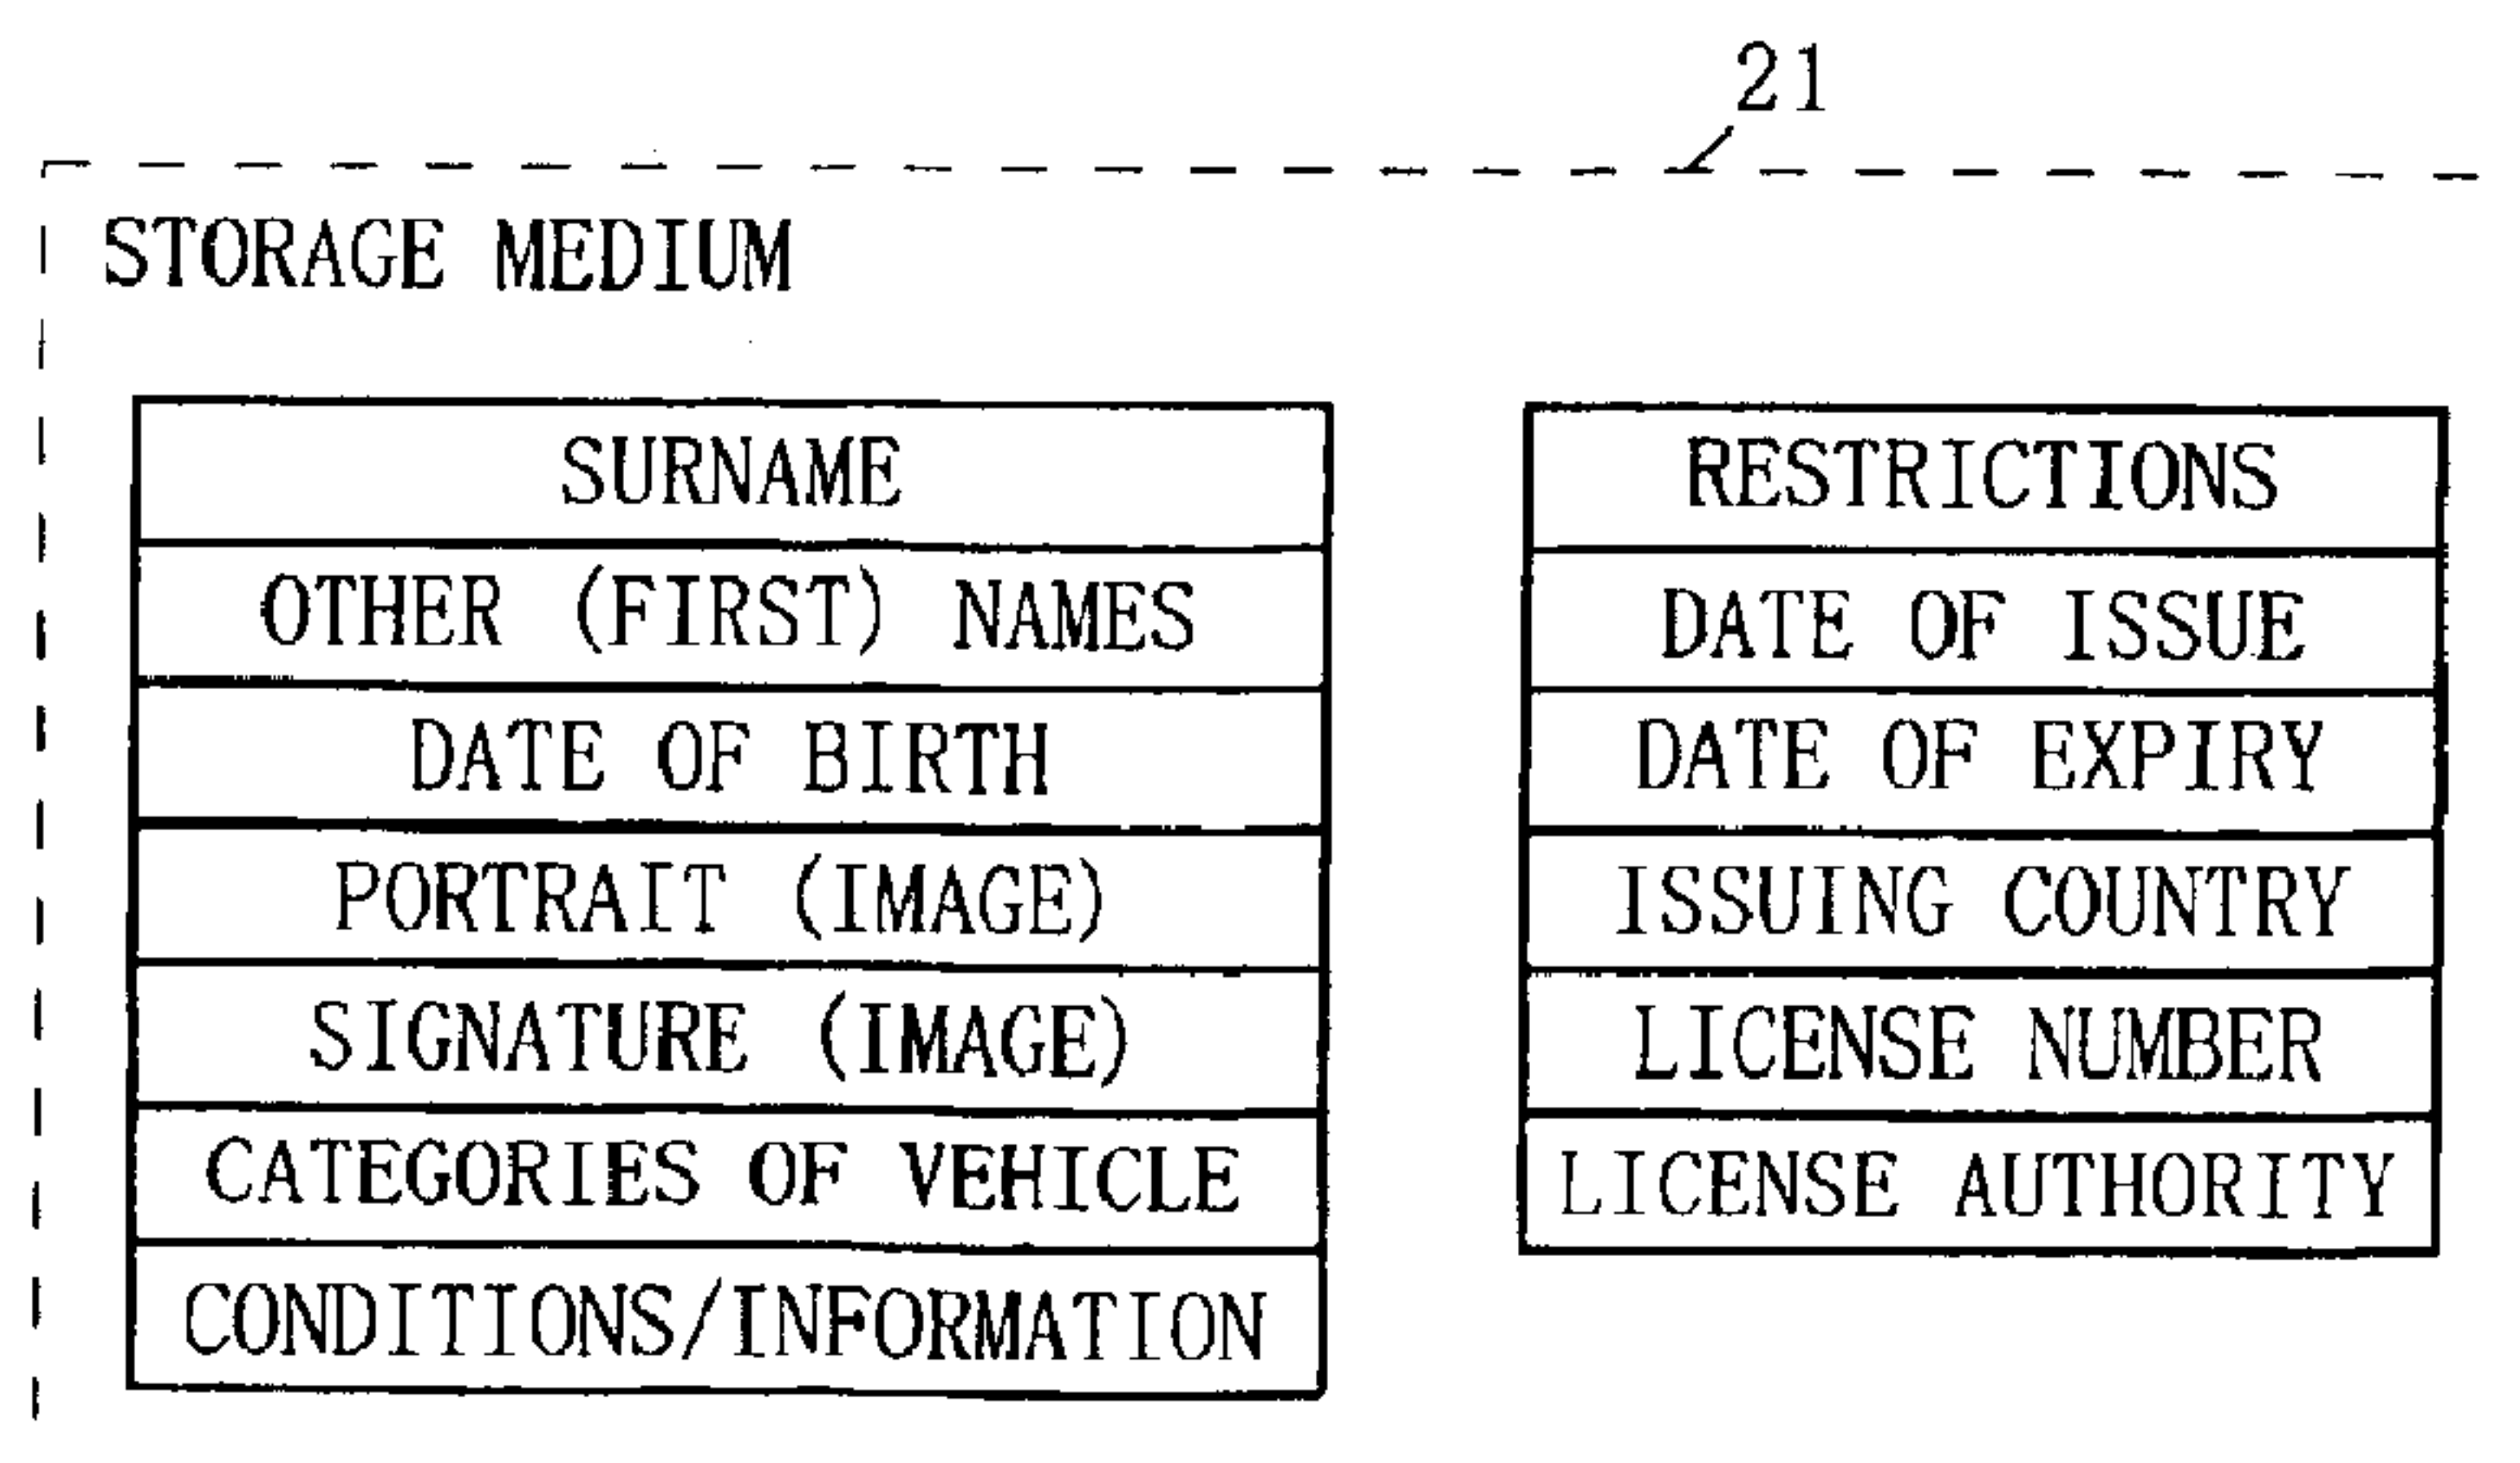 21
STORAGE MEDIUM
SURNAME
OTHER (FIRST) NAMES
DATE OF BIRTH
PORTRAIT (IMAGE)
SIGNATURE (IMAGE)
CATEGORIES OF VEHICLE
CONDITIONS/INFORMATION
RESTRICTIONS
DATE OF ISSUE
DATE OF EXPIRY
ISSUING COUNTRY
LICENSE NUMBER
LICENSE AUTHORITY